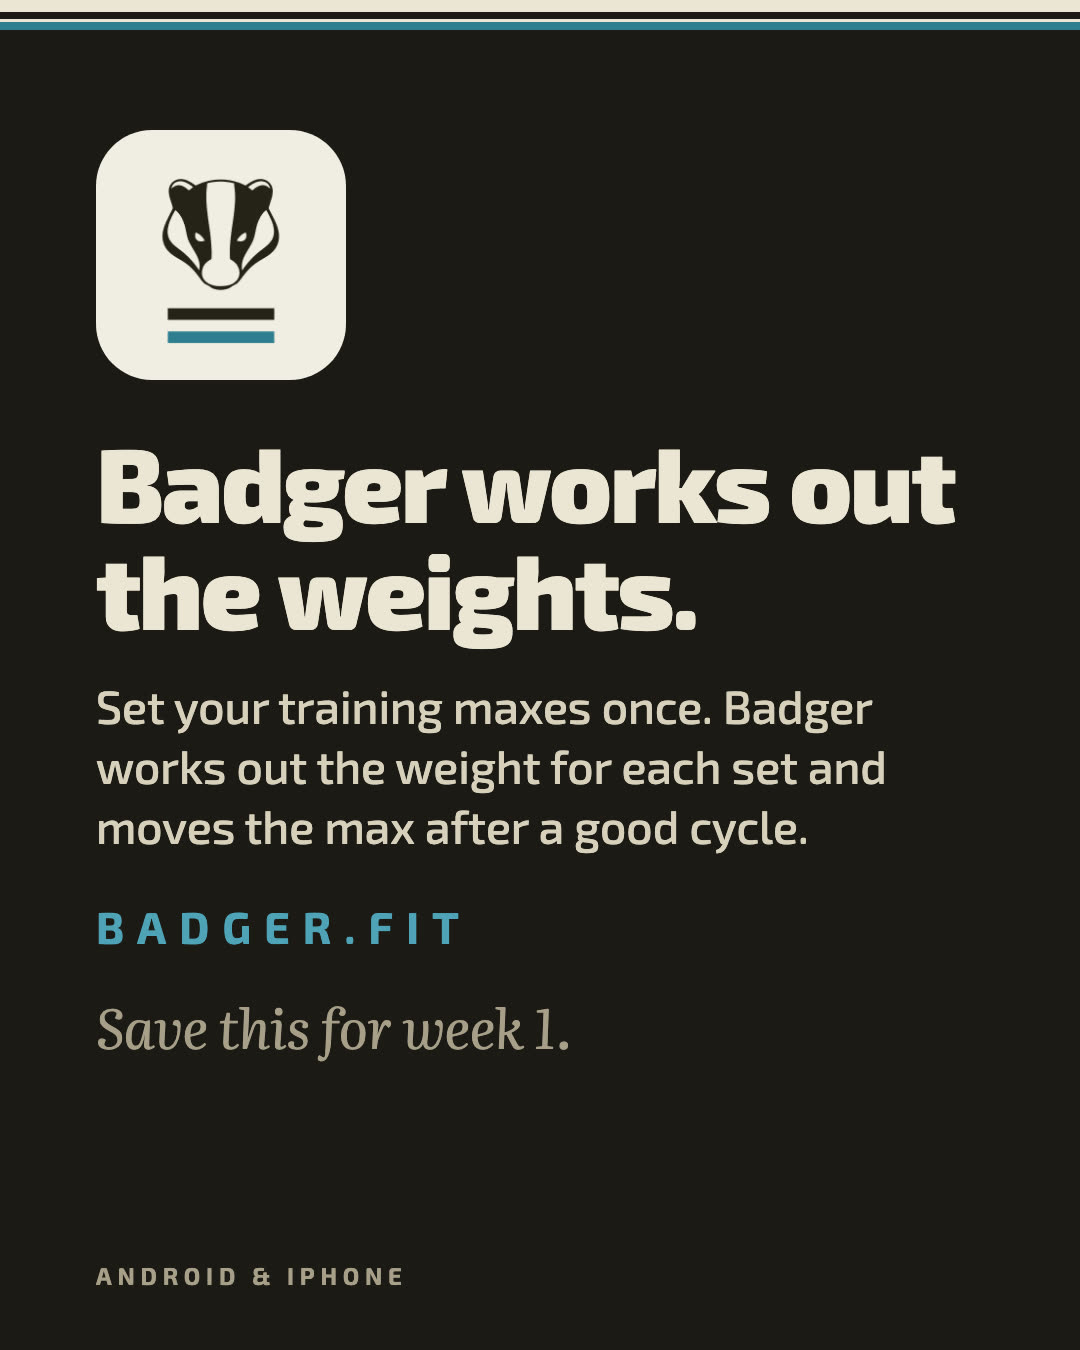 Badger works out
the weights.
Set your training maxes once. Badger
works out the weight for each set and
moves the max after a good cycle.
BADGER.FIT
Save this for week 1.
ANDROID & IPHONE